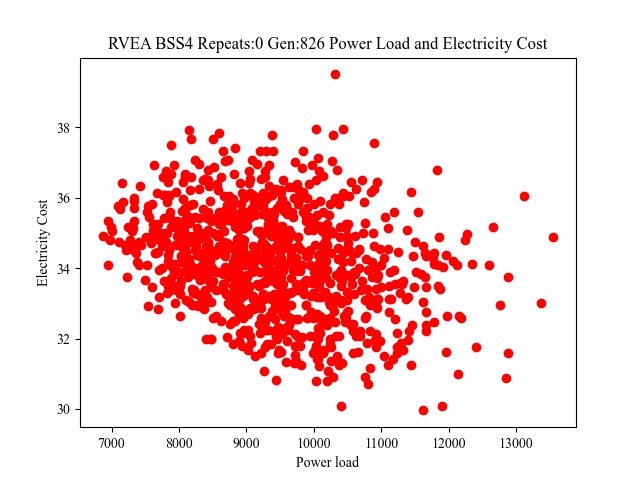 RVEA BSS4 Repeats:0 Gen:826 Power Load and Electricity Cost
Electricity Cost
38
36
34
32
30
7000 8000 9000 10000 11000 12000 13000
Power load